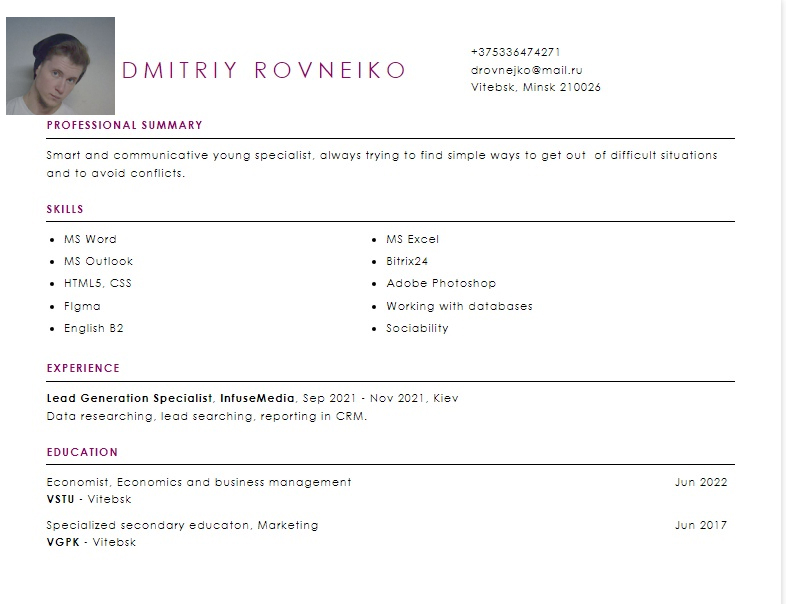 DMITRIY ROVNEIKO
+375336474271
drovnejko@mail.ru
Vitebsk, Minsk 210026
PROFESSIONAL SUMMARY
Smart and communicative young specialist, always trying to find simple ways to get out of difficult situations
and to avoid conflicts.
SKILLS
• MS Word
• MS Outlook
• HTML5, CSS
• FIgma
• English B2
• MS Excel
• Bitrix24
• Adobe Photoshop
• Working with databases
• Sociability
EXPERIENCE
Lead Generation Specialist, InfuseMedia, Sep 2021 - Nov 2021, Kiev
Data researching, lead searching, reporting in CRM.
EDUCATION
Economist, Economics and business management Jun 2022
VSTU - Vitebsk
Specialized secondary educaton, Marketing Jun 2017
VGPK - Vitebsk